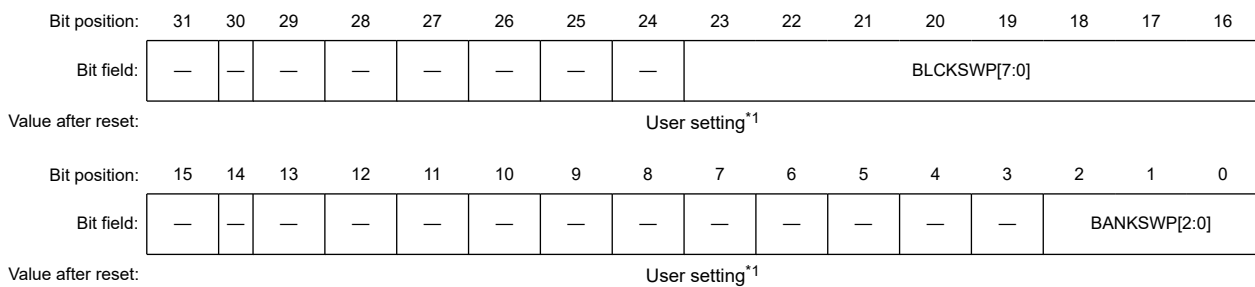 Bit position: 31 30 29 28 27 26 25 24 23 22 21 20 19 18 17 16
Bit field: — — — — — — — — BLCKSWP[7:0]
Value after reset: User setting*1
Bit position: 15 14 13 12 11 10 9 8 7 6 5 4 3 2 1 0
Bit field: — — — — — — — — — — — — — BANKSWP[2:0]
Value after reset: User setting*1